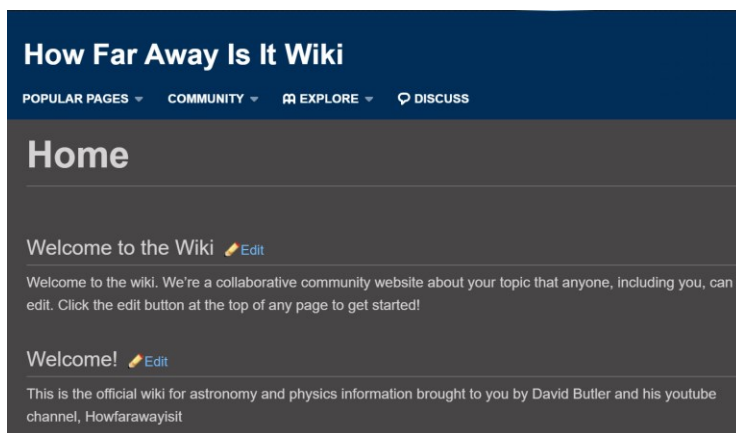 How Far Away Is It Wiki
POPULAR PAGES COMMUNITY EXPLORE DISCUSS
Home
Welcome to the Wiki Edit
Welcome to the wiki. We're a collaborative community website about your topic that anyone, including you, can
edit. Click the edit button at the top of any page to get started!
Welcome! Edit
This is the official wiki for astronomy and physics information brought to you by David Butler and his youtube
channel, Howfarawayisit